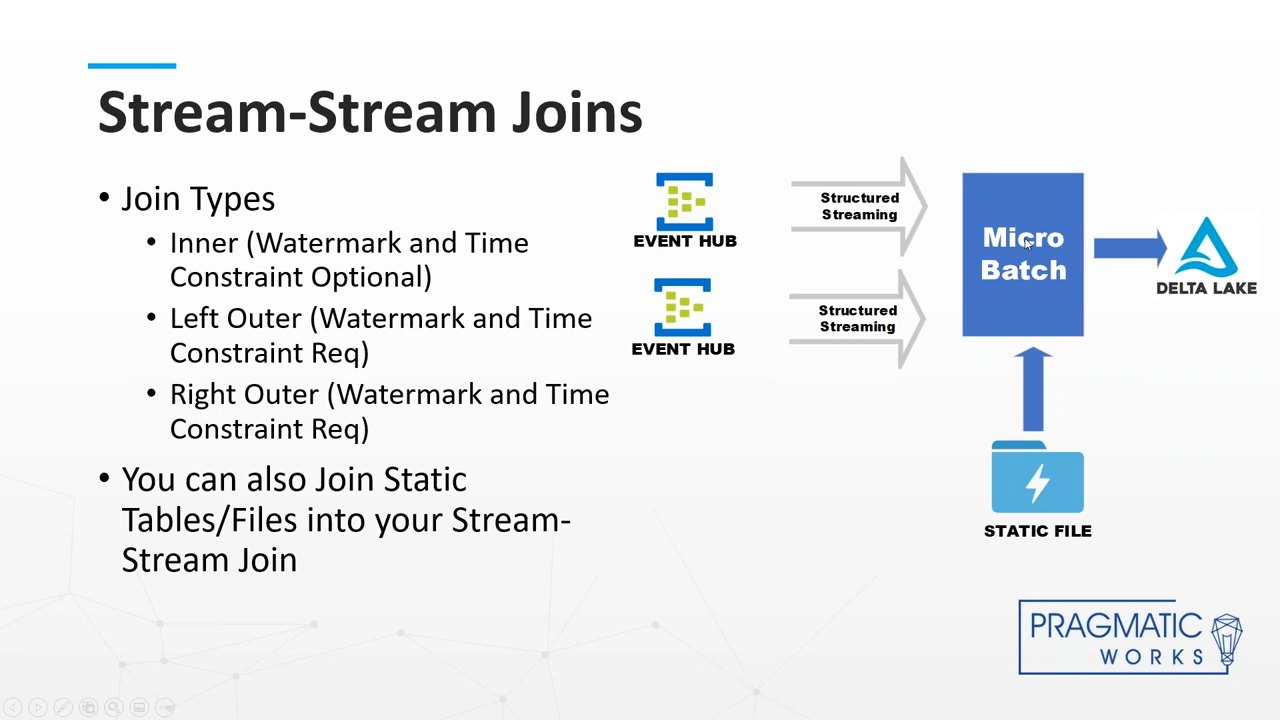 Stream-Stream Joins
• Join Types
• Inner (Watermark and Time
Constraint Optional)
• Left Outer (Watermark and Time
Constraint Req)
• Right Outer (Watermark and Time
Constraint Req)
• You can also Join Static
Tables/Files into your Stream-
Stream Join
EVENT HUB
Structured
Streaming
EVENT HUB
Structured
Streaming
Micro
Batch
DELTA LAKE
STATIC FILE
PRAGMATIC
WORKS